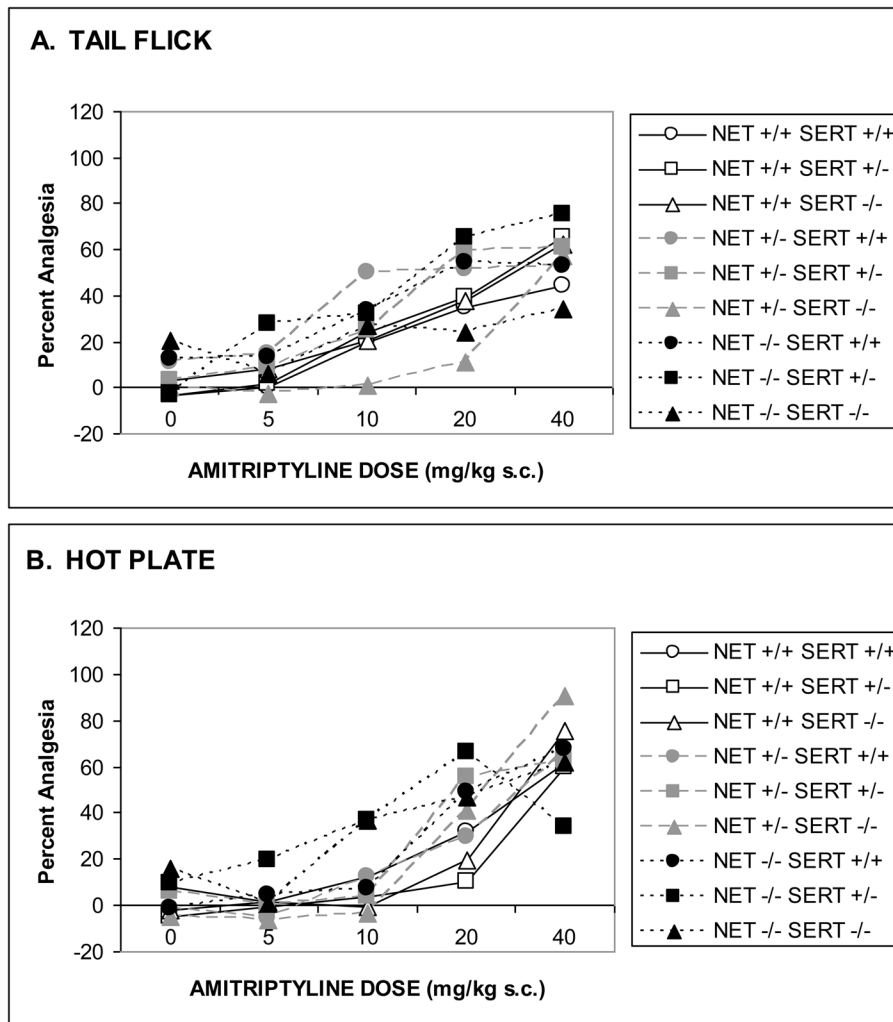 A. TAIL FLICK
Percent Analgesia
120
100
80
60
40
20
0
-20
0 5 10 20 40
AMITRIPTYLINE DOSE (mg/kg s.c.)
NET +/+ SERT +/+
NET +/+ SERT +/-
NET +/+ SERT -/-
NET +/- SERT +/+
NET +/- SERT +/-
NET +/- SERT -/-
NET -/- SERT +/+
NET -/- SERT +/-
NET -/- SERT -/-
B. HOT PLATE
Percent Analgesia
120
100
80
60
40
20
0
-20
0 5 10 20 40
AMITRIPTYLINE DOSE (mg/kg s.c.)
NET +/+ SERT +/+
NET +/+ SERT +/-
NET +/+ SERT -/-
NET +/- SERT +/+
NET +/- SERT +/-
NET +/- SERT -/-
NET -/- SERT +/+
NET -/- SERT +/-
NET -/- SERT -/-